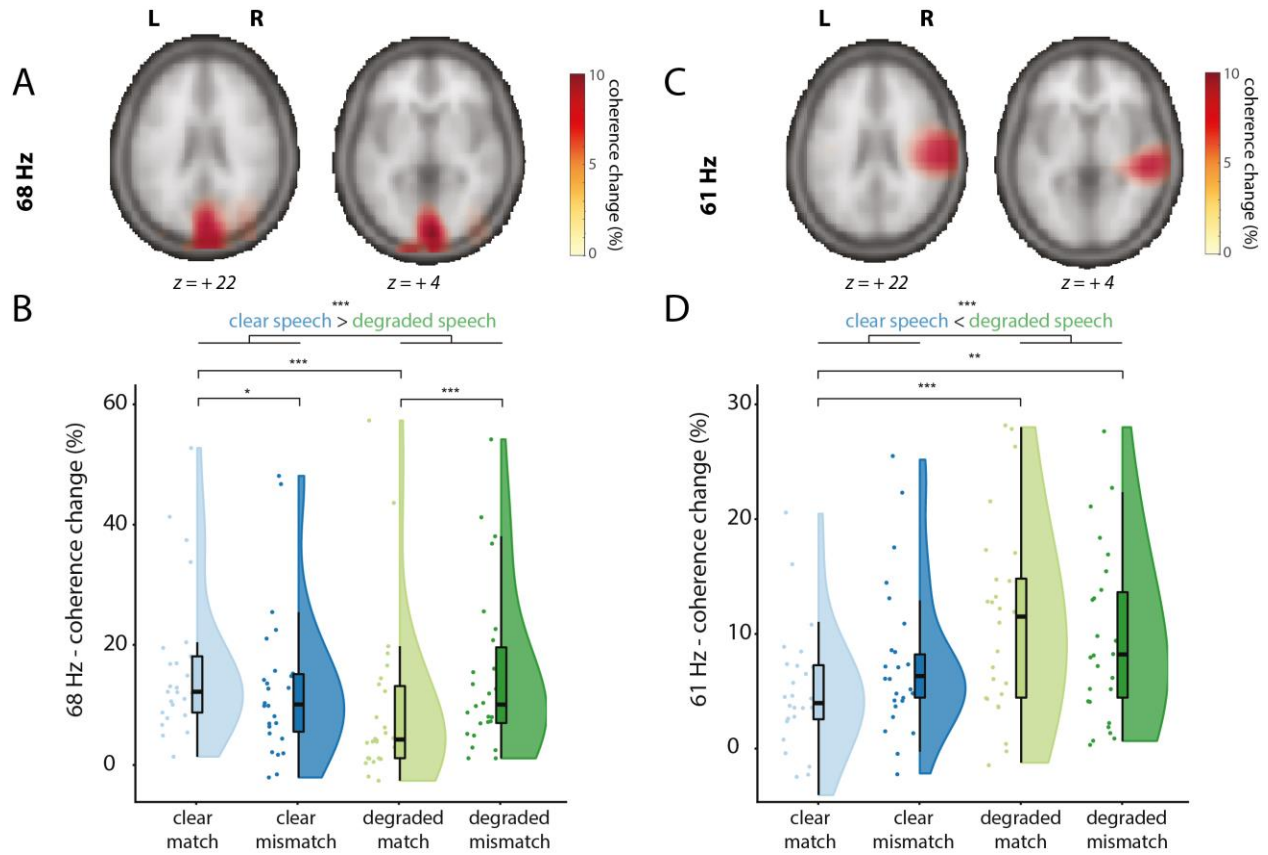 L R
A
68 Hz
10
5
0
coherence change (%)
z = + 22
z = + 4
L R
C
61 Hz
10
5
0
coherence change (%)
z = + 22
z = + 4
B
***
clear speech > degraded speech
***
*
***
68 Hz - coherence change (%)
60
40
20
0
clear match
clear mismatch
degraded match
degraded mismatch
D
***
clear speech < degraded speech
**
***
61 Hz - coherence change (%)
30
20
10
0
clear match
clear mismatch
degraded match
degraded mismatch